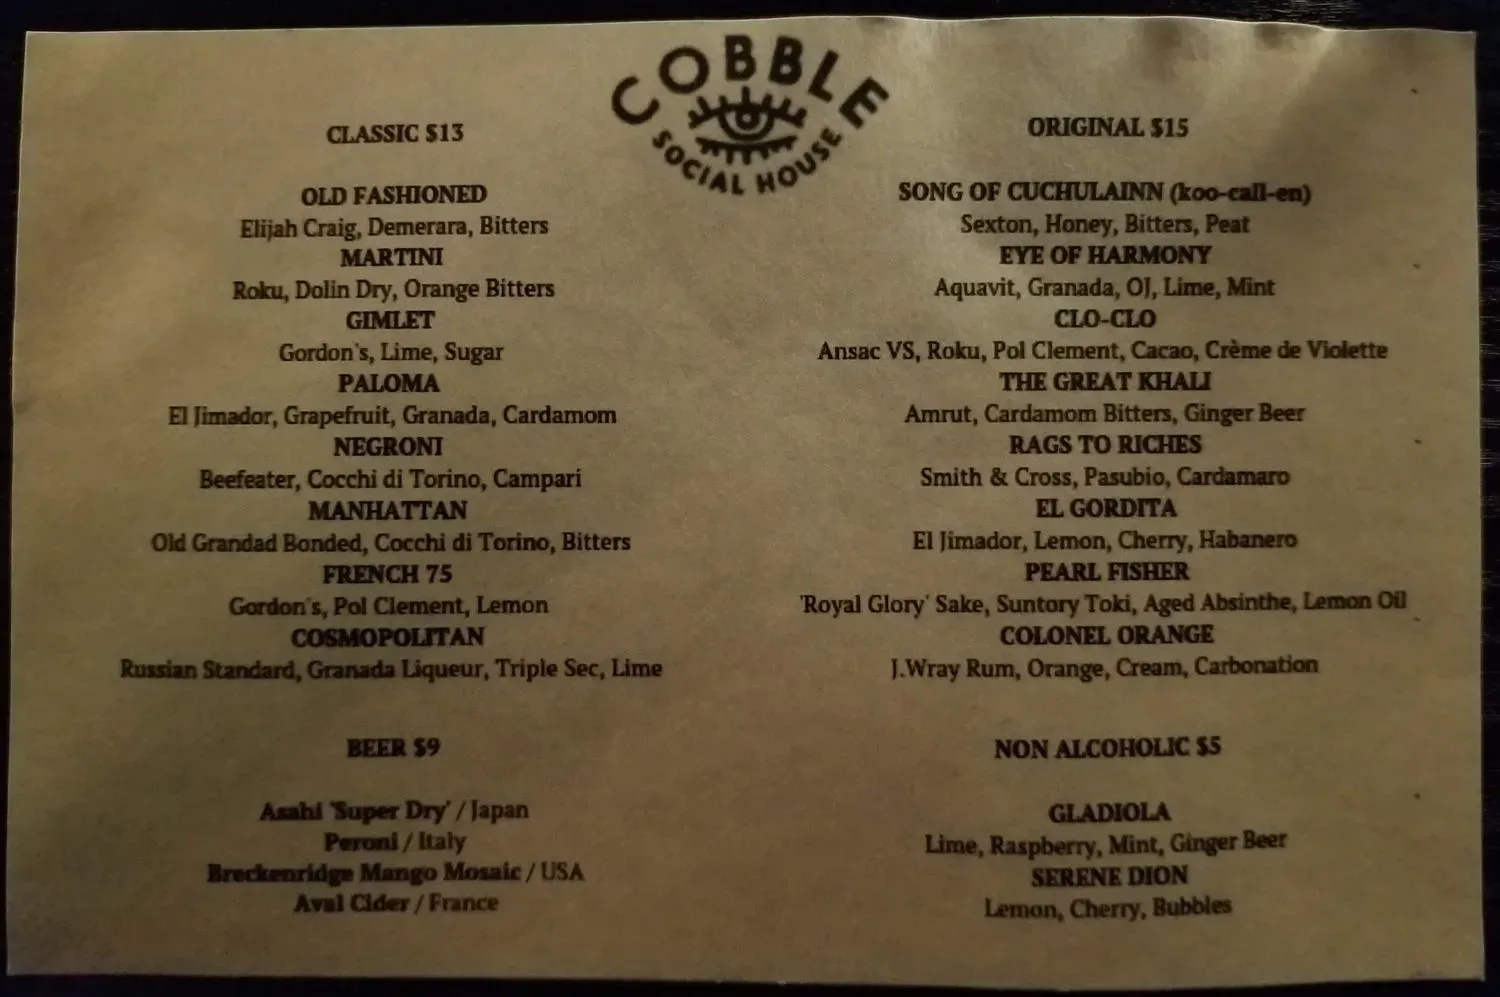 COBBLE
SOCIAL HOUSE
CLASSIC $13
OLD FASHIONED
Elijah Craig, Demerara, Bitters
MARTINI
Roku, Dolin Dry, Orange Bitters
GIMLET
Gordon's, Lime, Sugar
PALOMA
El Jimador, Grapefruit, Granada, Cardamom
NEGRONI
Beefeater, Cocchi di Torino, Campari
MANHATTAN
Old Grandad Bonded, Cocchi di Torino, Bitters
FRENCH 75
Gordon's, Pol Clement, Lemon
COSMOPOLITAN
Russian Standard, Granada Liqueur, Triple Sec, Lime
BEER $9
Asahi 'Super Dry' / Japan
Peroni / Italy
Breckenridge Mango Mosaic / USA
Aval Cider / France
ORIGINAL $15
SONG OF CUCHULAINN (koo-call-en)
Sexton, Honey, Bitters, Peat
EYE OF HARMONY
Aquavit, Granada, OJ, Lime, Mint
CLO-CLO
Ansac VS, Roku, Pol Clement, Cacao, Crème de Violette
THE GREAT KHALI
Amrut, Cardamom Bitters, Ginger Beer
RAGS TO RICHES
Smith & Cross, Pasubio, Cardamaro
EL GORDITA
El Jimador, Lemon, Cherry, Habanero
PEARL FISHER
'Royal Glory' Sake, Suntory Toki, Aged Absinthe, Lemon Oil
COLONEL ORANGE
J.Wray Rum, Orange, Cream, Carbonation
NON ALCOHOLIC $5
GLADIOLA
Lime, Raspberry, Mint, Ginger Beer
SERENE DION
Lemon, Cherry, Bubbles